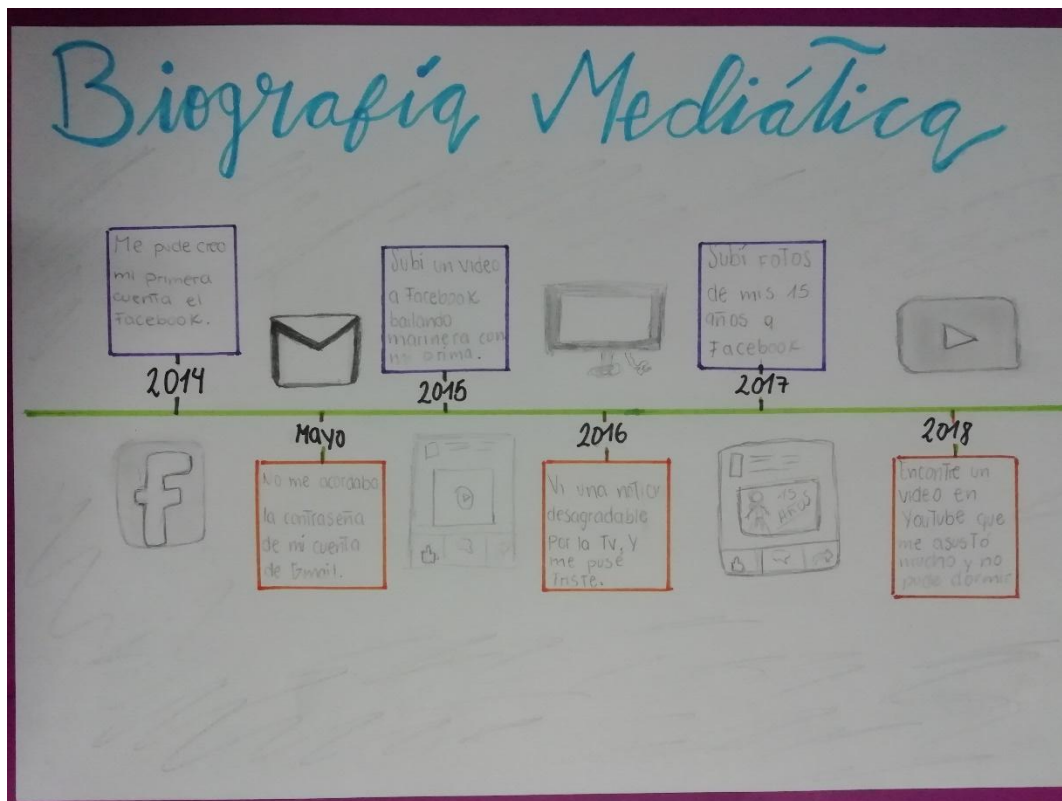 Biografía Mediática
Me pude creo
mi primera
cuenta el
Facebook.
2014
Mayo
No me acordaba
la contraseña
de mi cuenta
de Gmail.
Subí un video
a Facebook
bailando
marinera con
mi prima.
2015
2016
Vi una noticia
desagradable
Por la TV, Y
me puse
Triste.
Subí FOTOS
de mis 15
años a
Facebook
2017
15
AÑOS
2018
Encontre un
video en
YouTube que
me asustó
mucho y no
pude dormir